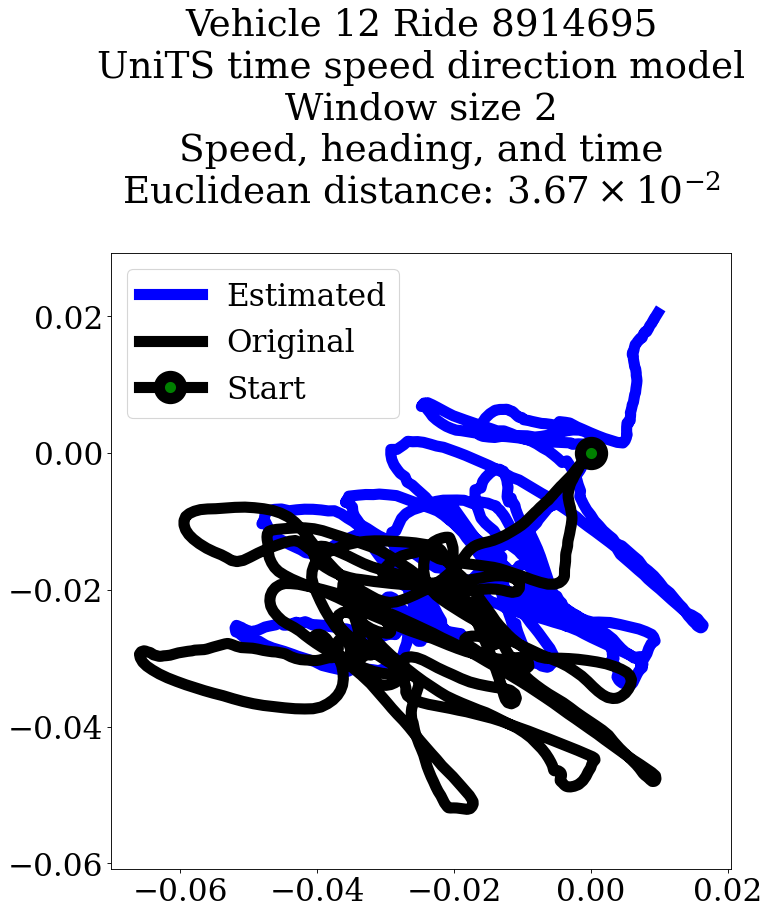 Vehicle 12 Ride 8914695
UniTS time speed direction model
Window size 2
Speed, heading, and time
Euclidean distance: 3.67 × 10⁻²
Estimated
Original
Start
0.02
0.00
−0.02
−0.04
−0.06
−0.06 −0.04 −0.02 0.00 0.02